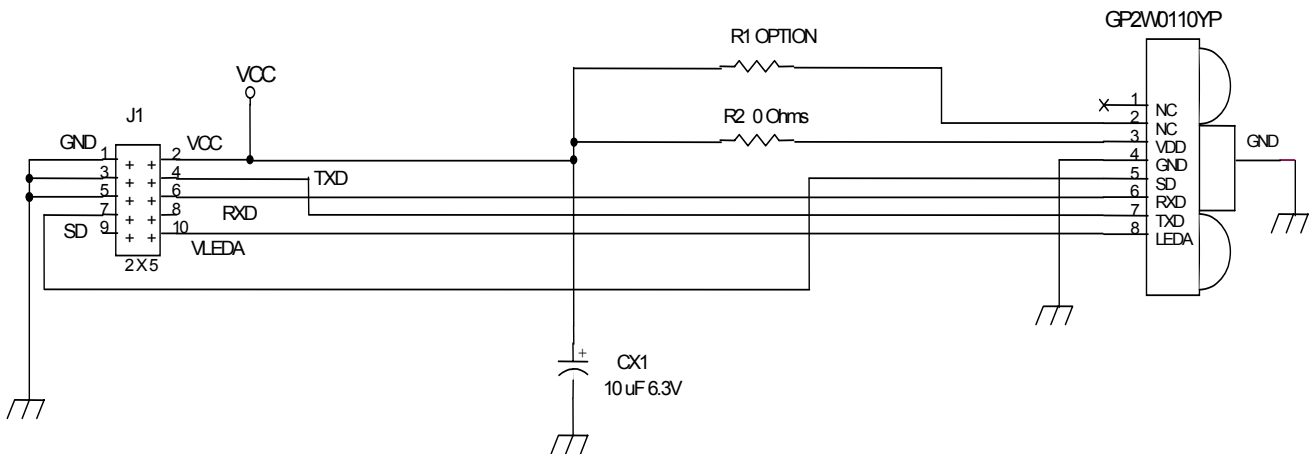 GP2W0110YP
R1 OPTION
VCC
J1
R2 0 Ohms
GND
1
2
VCC
3
4
TXD
5
6
RXD
7
8
SD
9
10
VLEDA
2X5
1
NC
2
NC
3
VDD
4
GND
5
SD
6
RXD
7
TXD
8
LEDA
GND
+
CX1
10 uF 6.3V